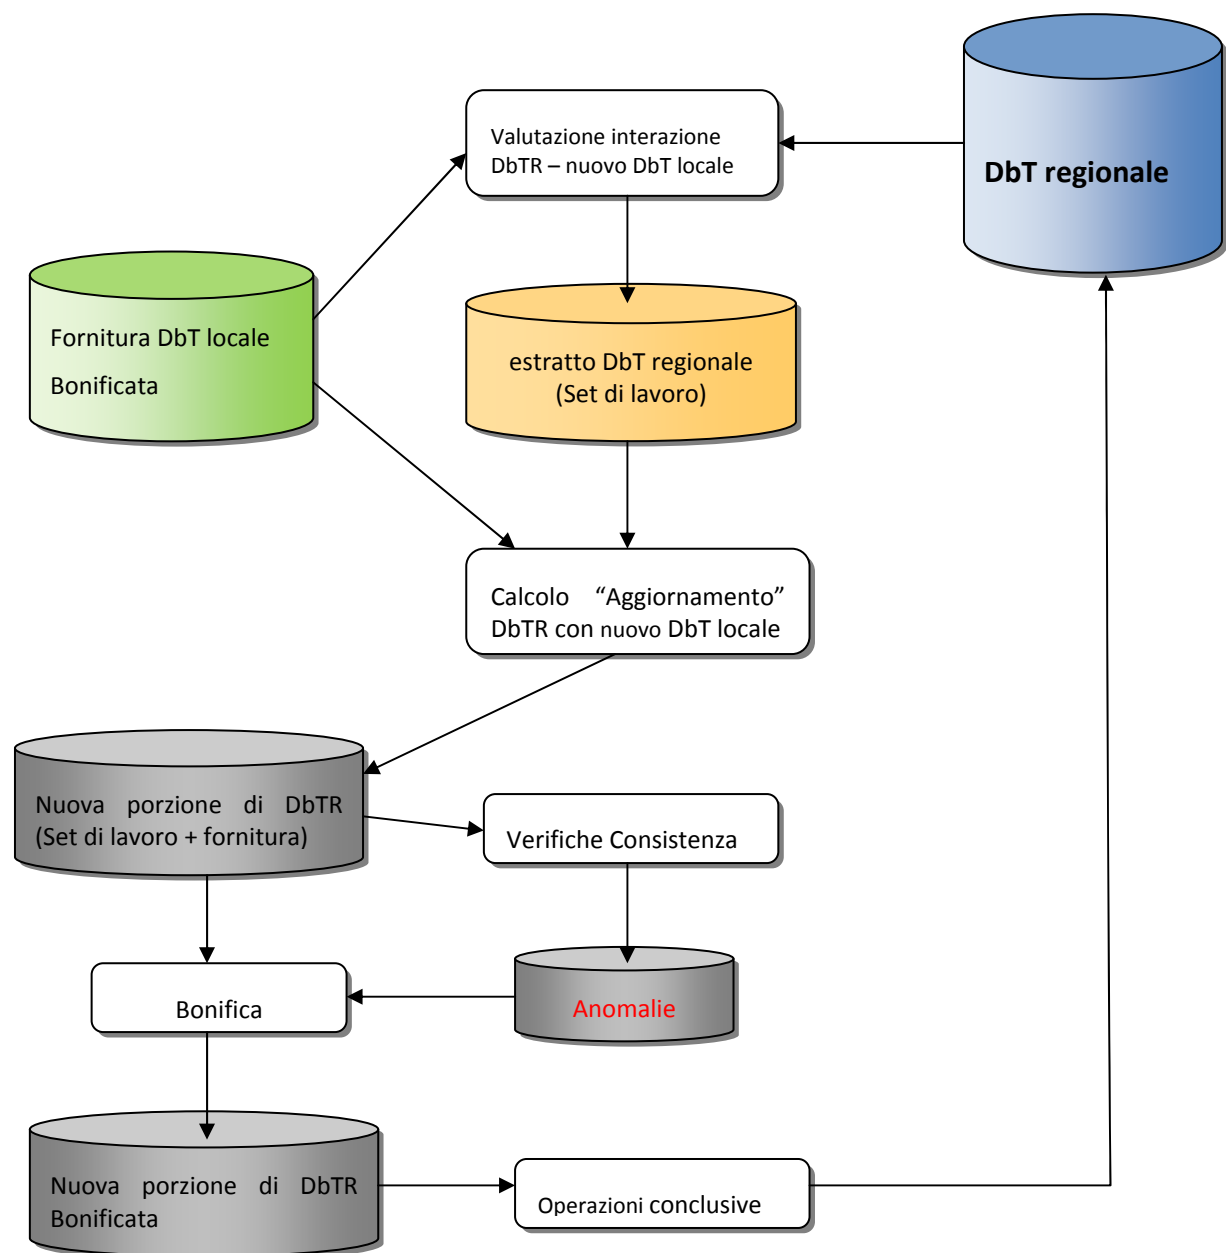 Valutazione interazione
DbTR – nuovo DbT locale
DbT regionale
Fornitura DbT locale
Bonificata
estratto DbT regionale
(Set di lavoro)
Calcolo “Aggiornamento”
DbTR con nuovo DbT locale
Nuova porzione di DbTR
(Set di lavoro + fornitura)
Verifiche Consistenza
Bonifica
Anomalie
Nuova porzione di DbTR
Bonificata
Operazioni conclusive